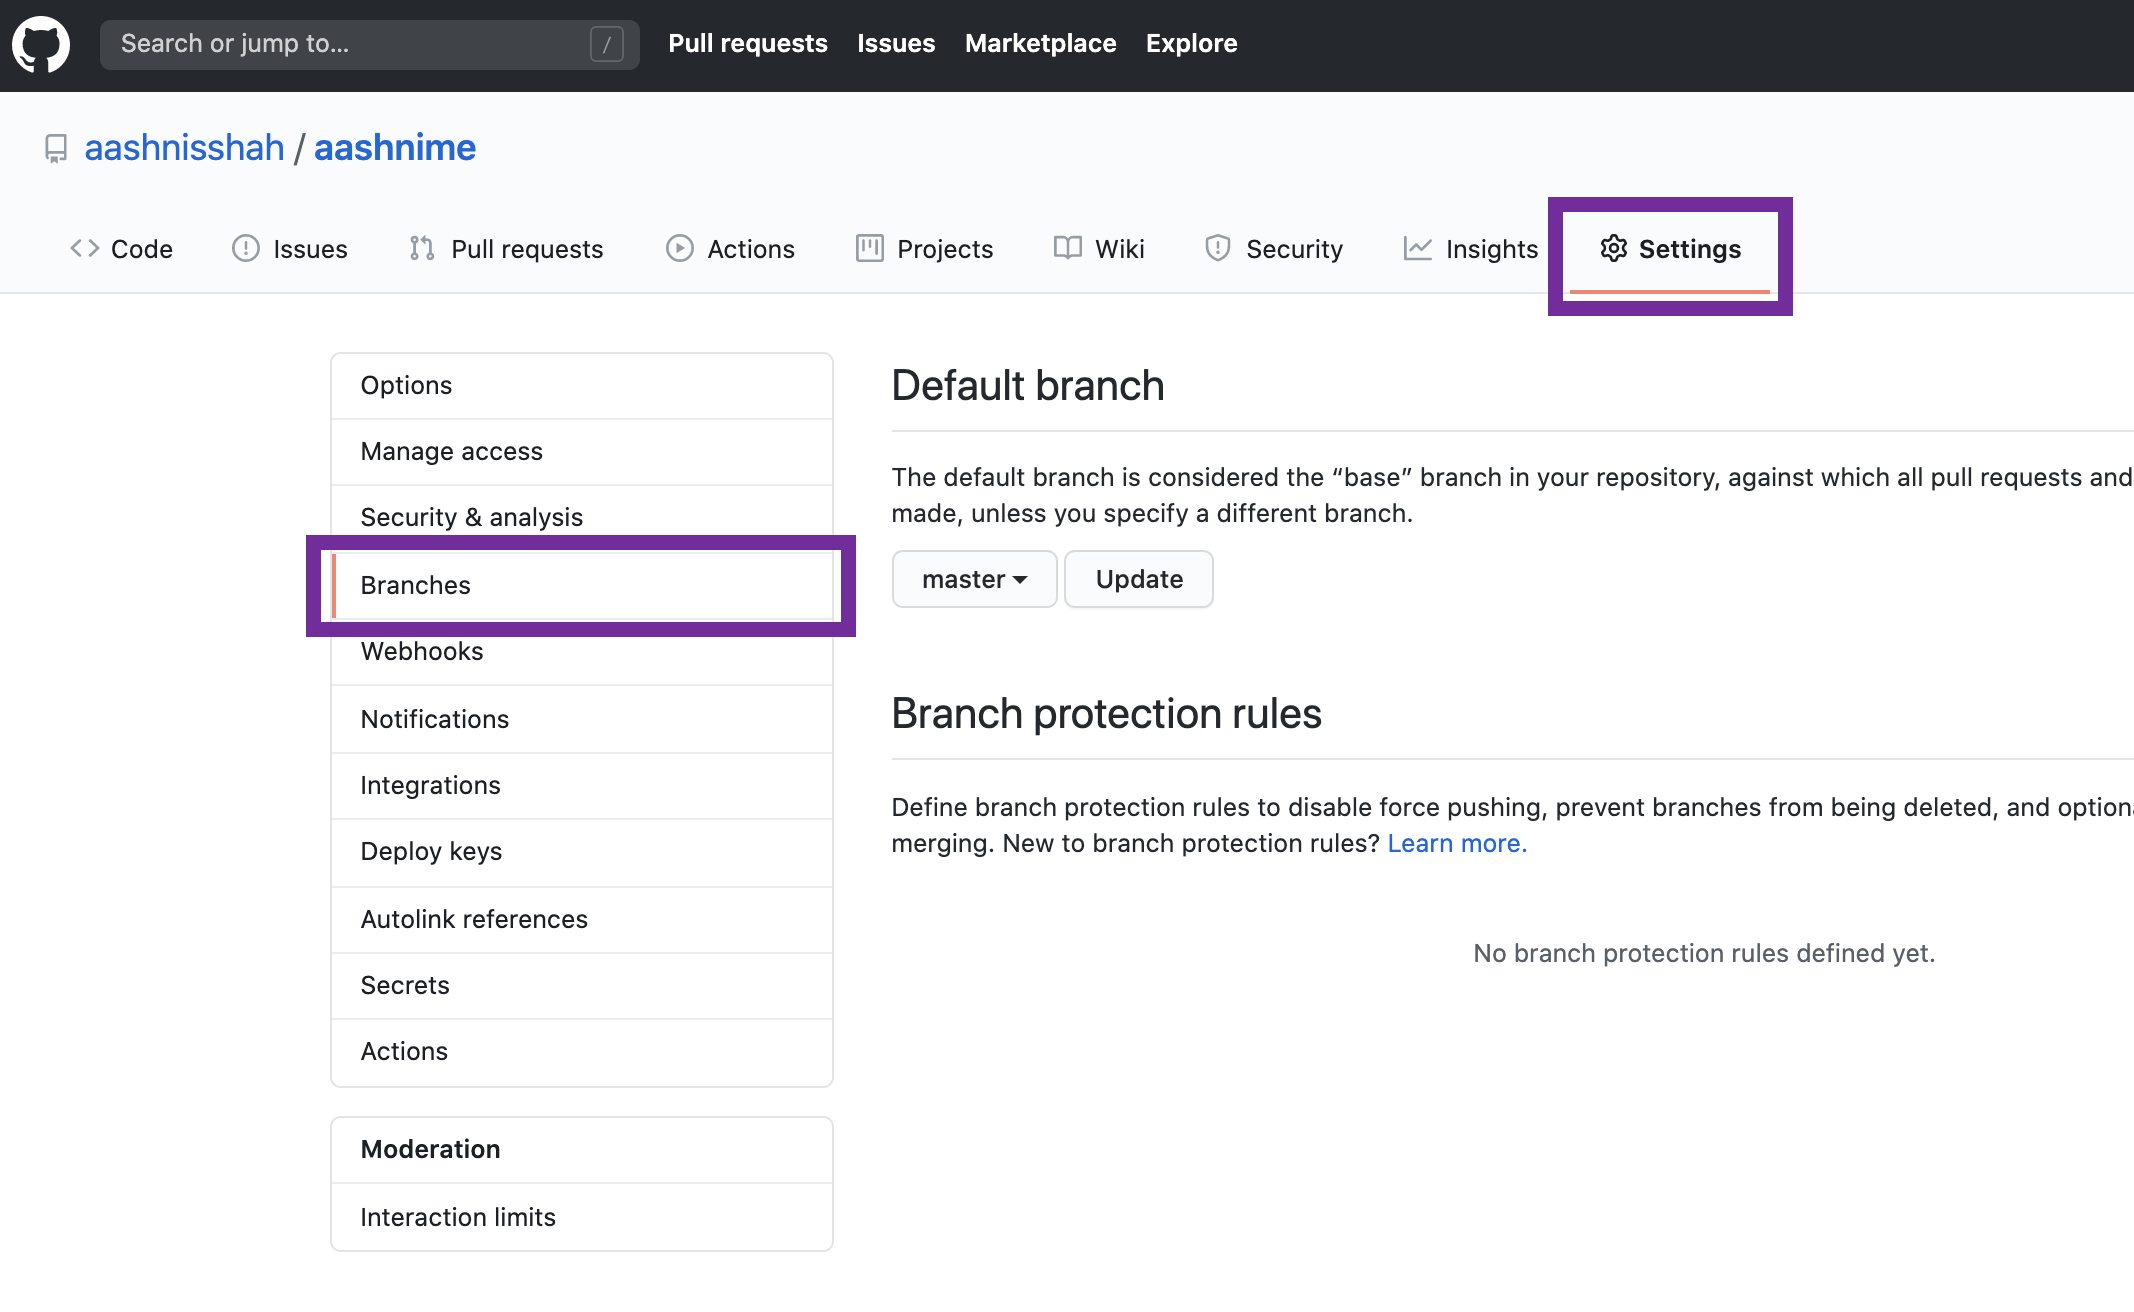 Search or jump to... /
Pull requests Issues Marketplace Explore
aashnisshah / aashnime
Code Issues Pull requests Actions Projects Wiki Security Insights Settings
Options
Manage access
Security & analysis
Branches
Webhooks
Notifications
Integrations
Deploy keys
Autolink references
Secrets
Actions
Moderation
Interaction limits
Default branch
The default branch is considered the “base” branch in your repository, against which all pull requests and
made, unless you specify a different branch.
master Update
Branch protection rules
Define branch protection rules to disable force pushing, prevent branches from being deleted, and optiona
merging. New to branch protection rules? Learn more.
No branch protection rules defined yet.